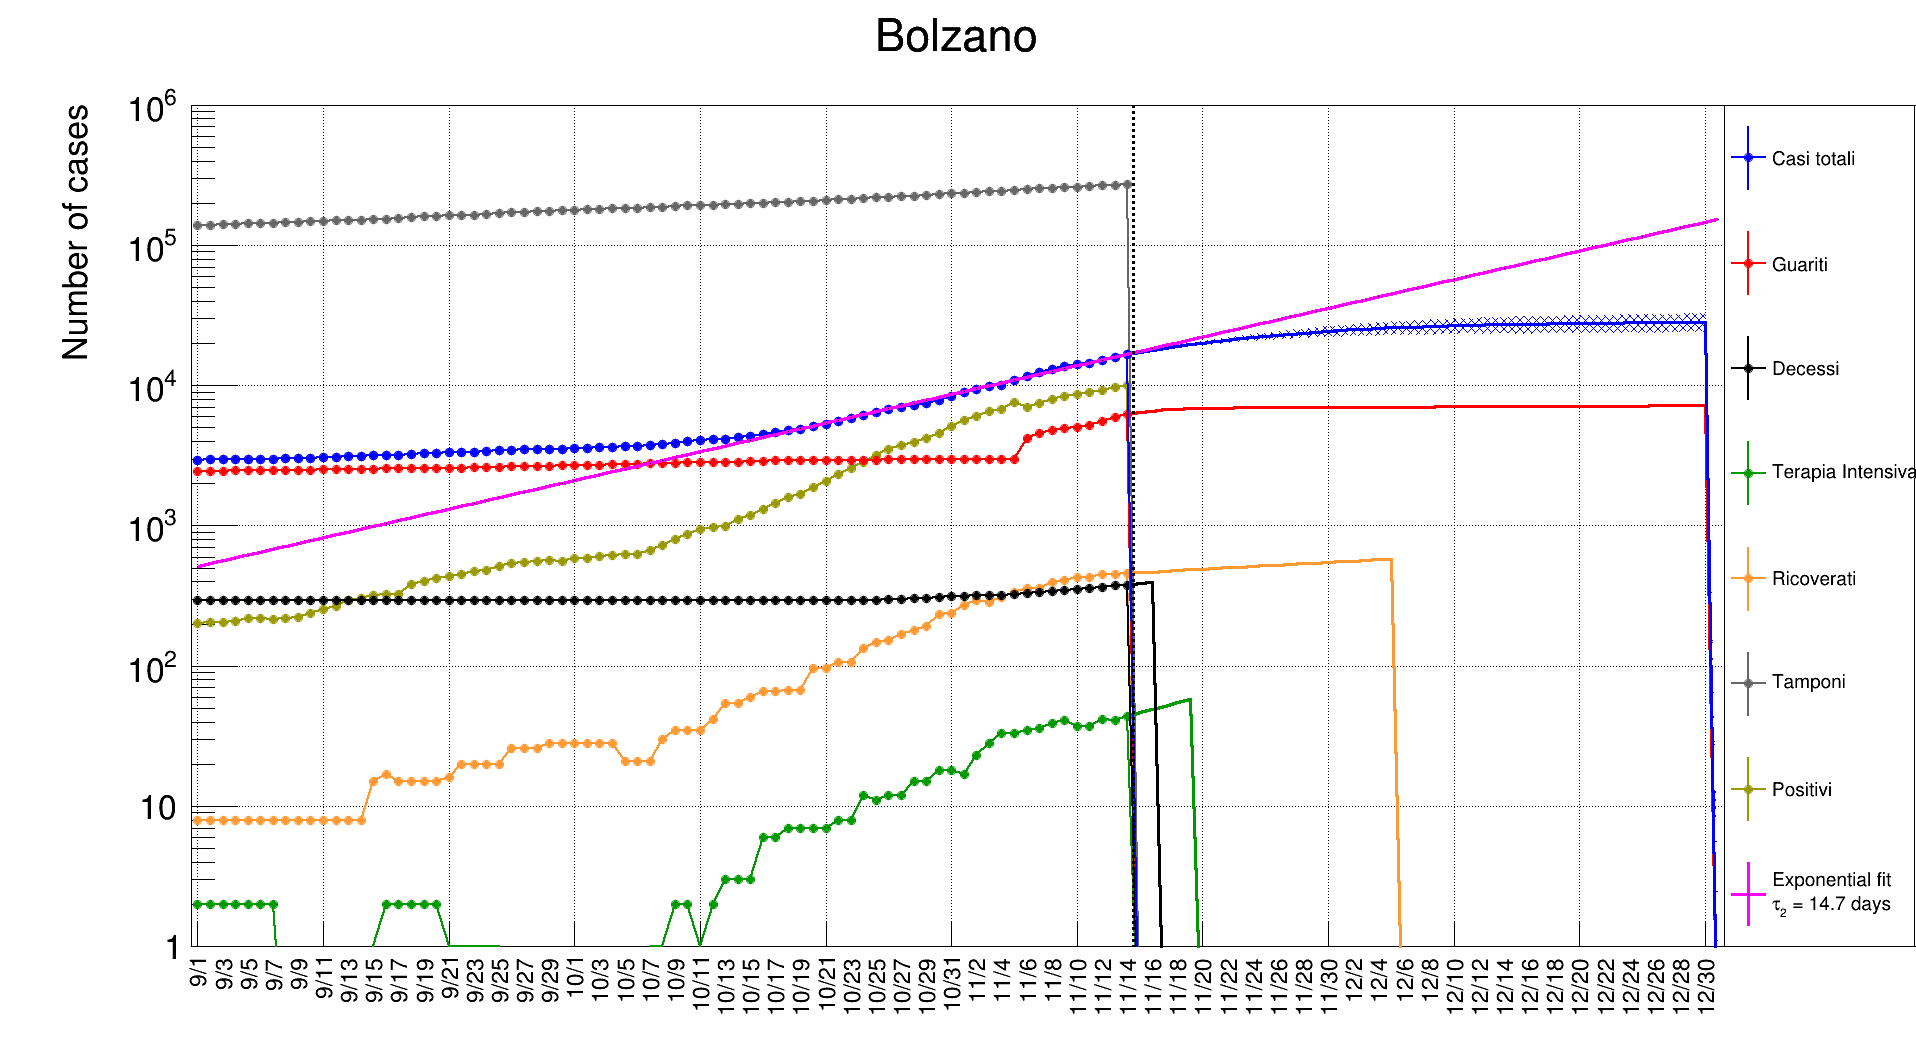 Bolzano
Number of cases
10^6
10^5
10^4
10^3
10^2
10
1
9/1 9/3 9/5 9/7 9/9 9/11 9/13 9/15 9/17 9/19 9/21 9/23 9/25 9/27 9/29 10/1 10/3 10/5 10/7 10/9 10/11 10/13 10/15 10/17 10/19 10/21 10/23 10/25 10/27 10/29 10/31 11/2 11/4 11/6 11/8 11/10 11/12 11/14 11/16 11/18 11/20 11/22 11/24 11/26 11/28 11/30 12/2 12/4 12/6 12/8 12/10 12/12 12/14 12/16 12/18 12/20 12/22 12/24 12/26 12/28 12/30
Casi totali
Guariti
Decessi
Terapia Intensiva
Ricoverati
Tamponi
Positivi
Exponential fit
τ₂ = 14.7 days